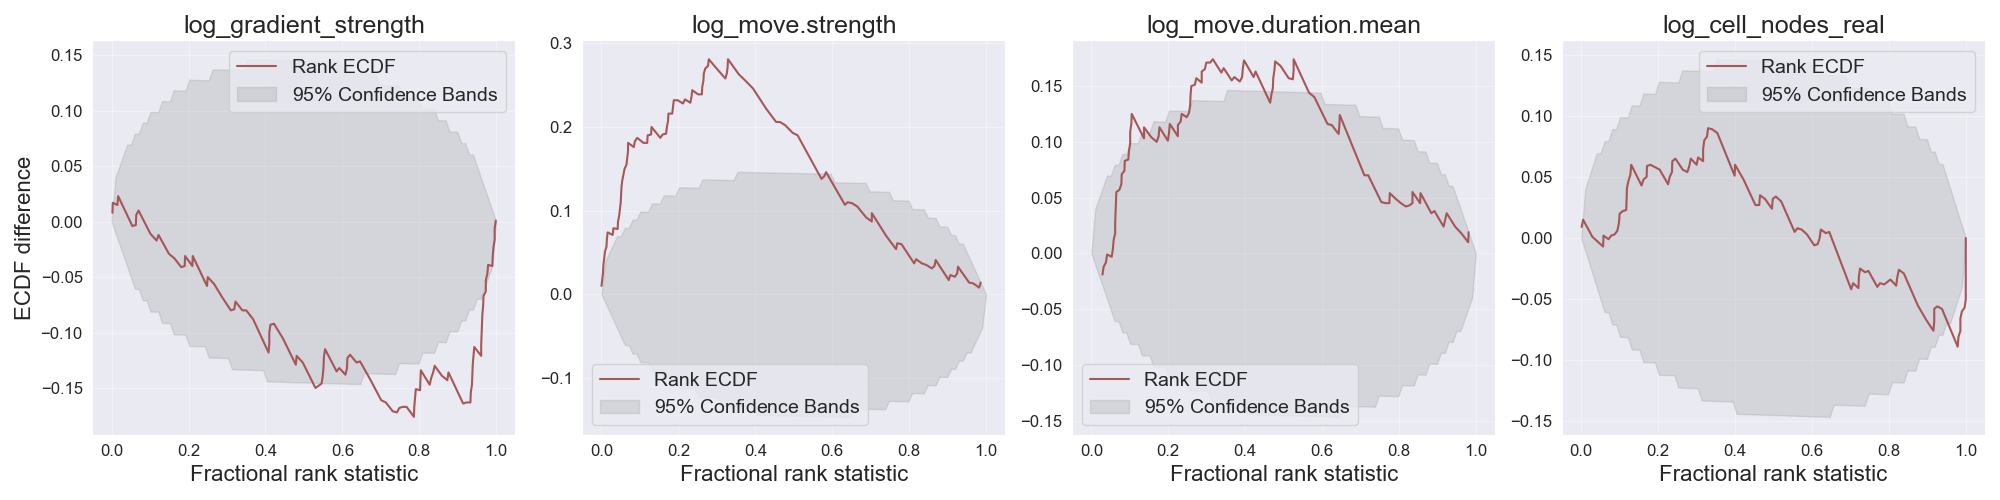 log_gradient_strength
0.15
0.10
0.05
0.00
−0.05
−0.10
−0.15
ECDF difference
Rank ECDF
95% Confidence Bands
0.0 0.2 0.4 0.6 0.8 1.0
Fractional rank statistic
log_move.strength
0.3
0.2
0.1
0.0
−0.1
Rank ECDF
95% Confidence Bands
0.0 0.2 0.4 0.6 0.8 1.0
Fractional rank statistic
log_move.duration.mean
0.15
0.10
0.05
0.00
−0.05
−0.10
−0.15
Rank ECDF
95% Confidence Bands
0.0 0.2 0.4 0.6 0.8 1.0
Fractional rank statistic
log_cell_nodes_real
0.15
0.10
0.05
0.00
−0.05
−0.10
−0.15
Rank ECDF
95% Confidence Bands
0.0 0.2 0.4 0.6 0.8 1.0
Fractional rank statistic